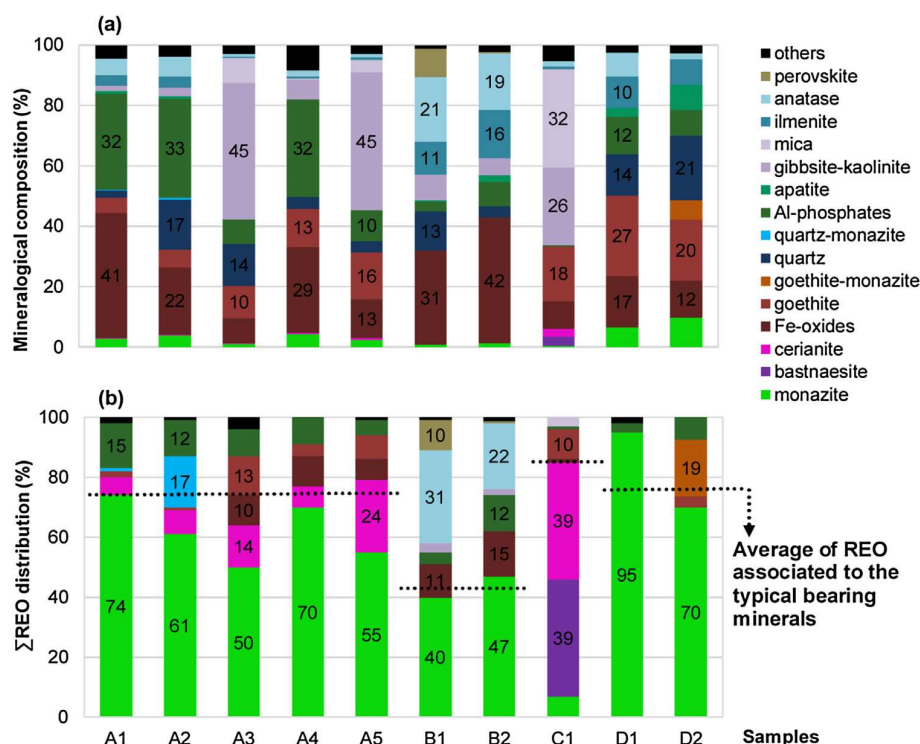 (a)
Mineralogical composition (%)
100
80
60
40
20
0
32
41
33
17
22
45
14
10
32
13
29
45
10
16
13
21
11
13
31
19
16
42
32
26
18
10
12
14
27
17
21
20
12
others
perovskite
anatase
ilmenite
mica
gibbsite-kaolinite
apatite
Al-phosphates
quartz-monazite
quartz
goethite-monazite
goethite
Fe-oxides
cerianite
bastnaesite
monazite
(b)
∑REO distribution (%)
100
80
60
40
20
0
15
74
12
17
61
13
10
14
50
70
24
55
10
31
11
40
22
12
15
47
10
39
39
95
19
70
Average of REO
associated to the
typical bearing
minerals
A1 A2 A3 A4 A5 B1 B2 C1 D1 D2 Samples